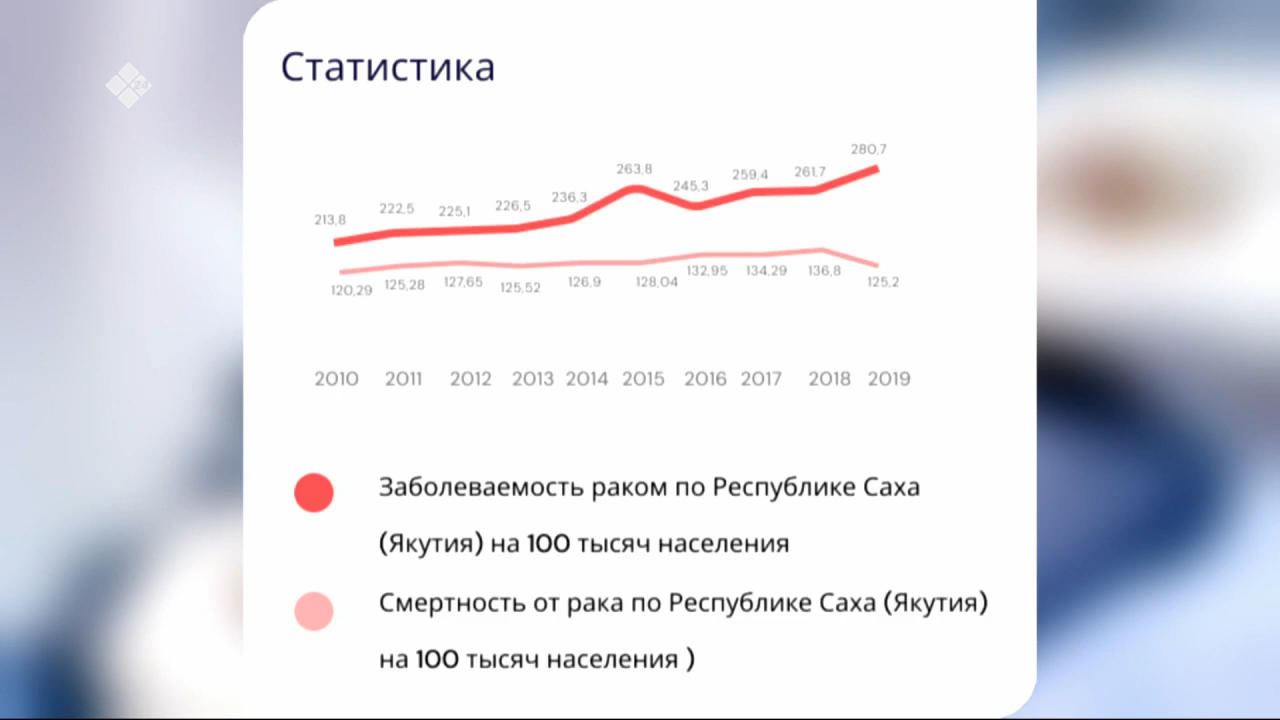 Статистика
24
213,8 222,5 225,1 226,5 236,3 263,8 245,3 259,4 261,7 280,7
120,29 125,28 127,65 125,52 126,9 128,04 132,95 134,29 136,8 125,2
2010 2011 2012 2013 2014 2015 2016 2017 2018 2019
Заболеваемость раком по Республике Саха
(Якутия) на 100 тысяч населения
Смертность от рака по Республике Саха (Якутия)
на 100 тысяч населения )